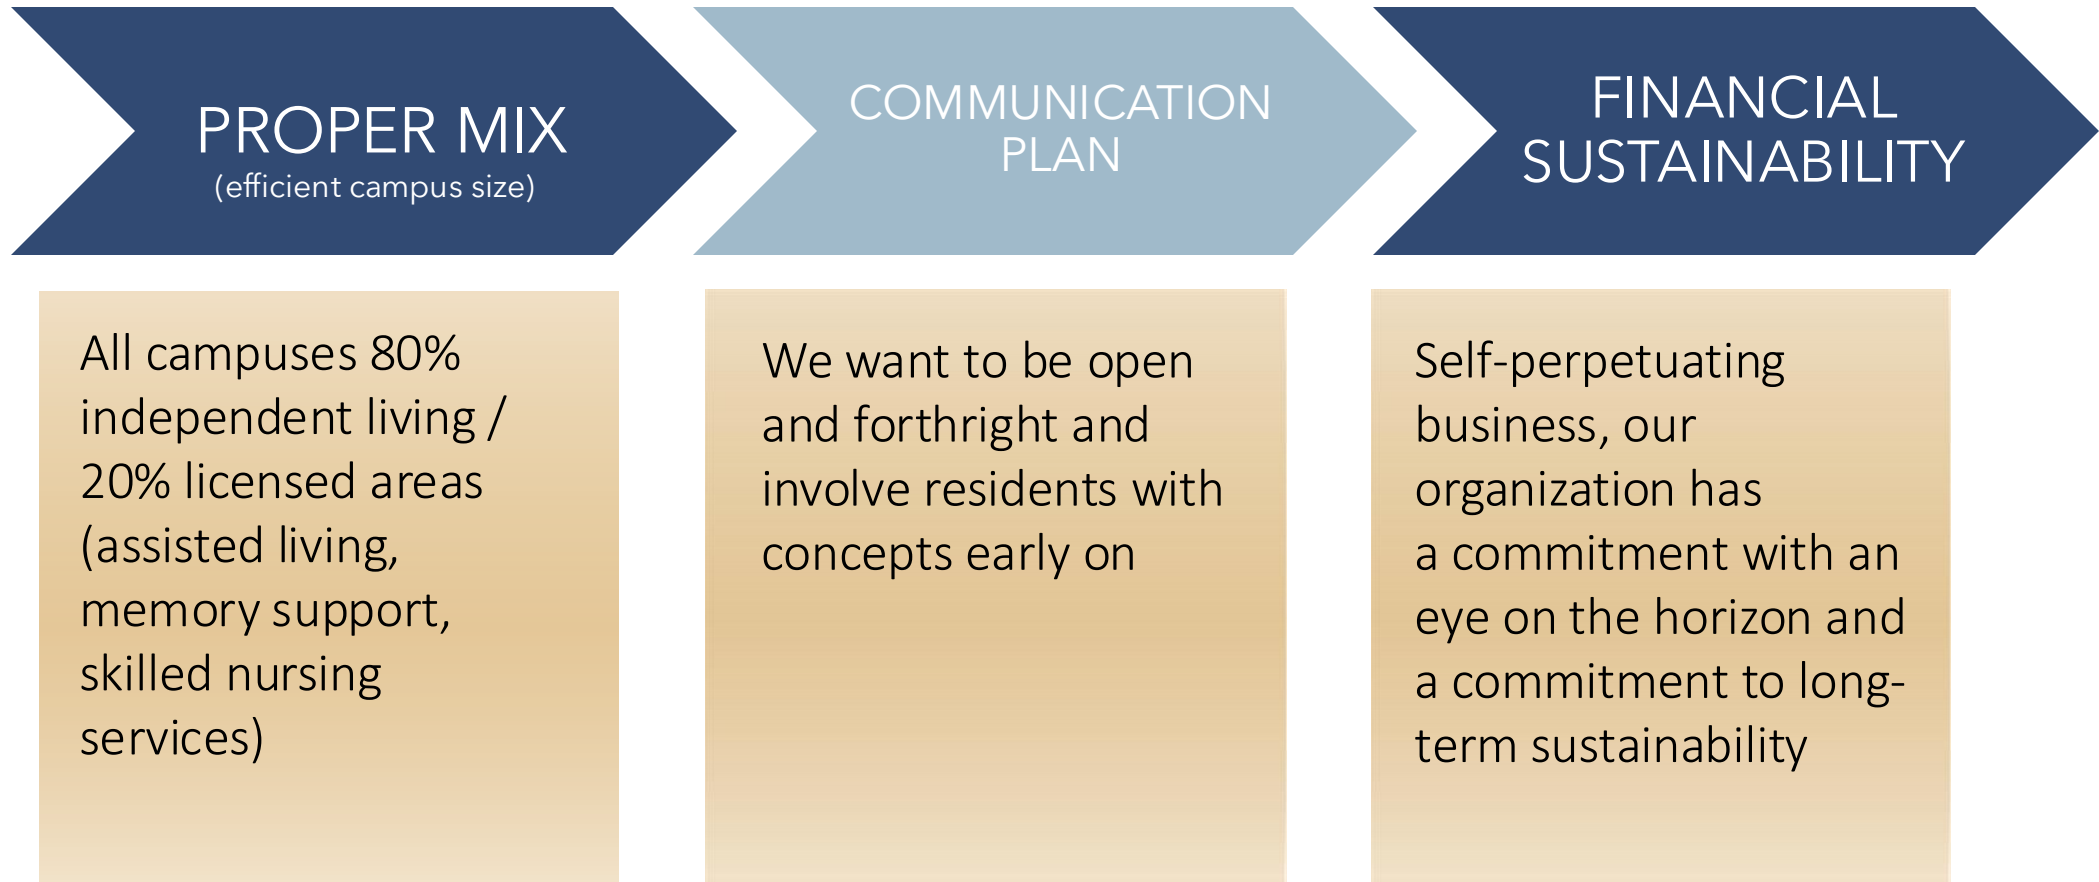 PROPER MIX
(efficient campus size)
All campuses 80%
independent living /
20% licensed areas
(assisted living,
memory support,
skilled nursing
services)
COMMUNICATION
PLAN
We want to be open
and forthright and
involve residents with
concepts early on
FINANCIAL
SUSTAINABILITY
Self-perpetuating
business, our
organization has
a commitment with an
eye on the horizon and
a commitment to long-
term sustainability